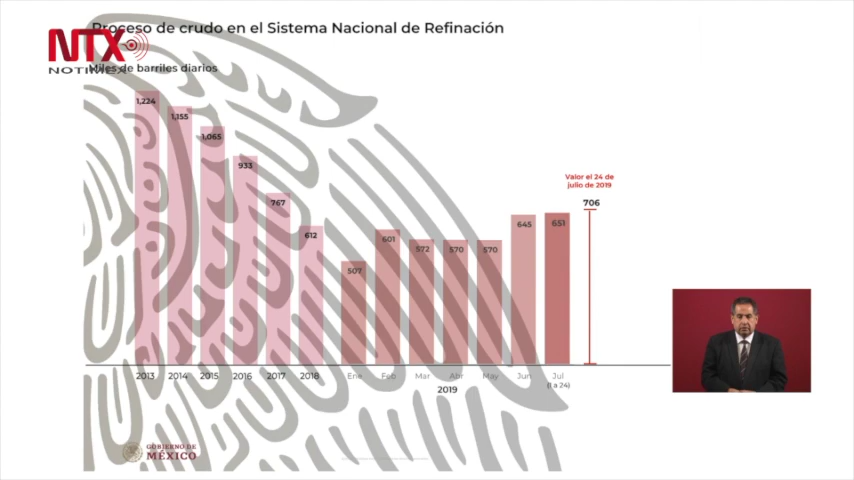 Proceso de crudo en el Sistema Nacional de Refinación
NTX
NOTIMEX
Miles de barriles diarios
1,224
1,155
1,065
933
767
612
507
601
572
570
570
645
651
Valor el 24 de
julio de 2019
706
2013 2014 2015 2016 2017 2018 Ene Feb Mar Abr May Jun Jul
(1 a 24)
2019
GOBIERNO DE
MÉXICO